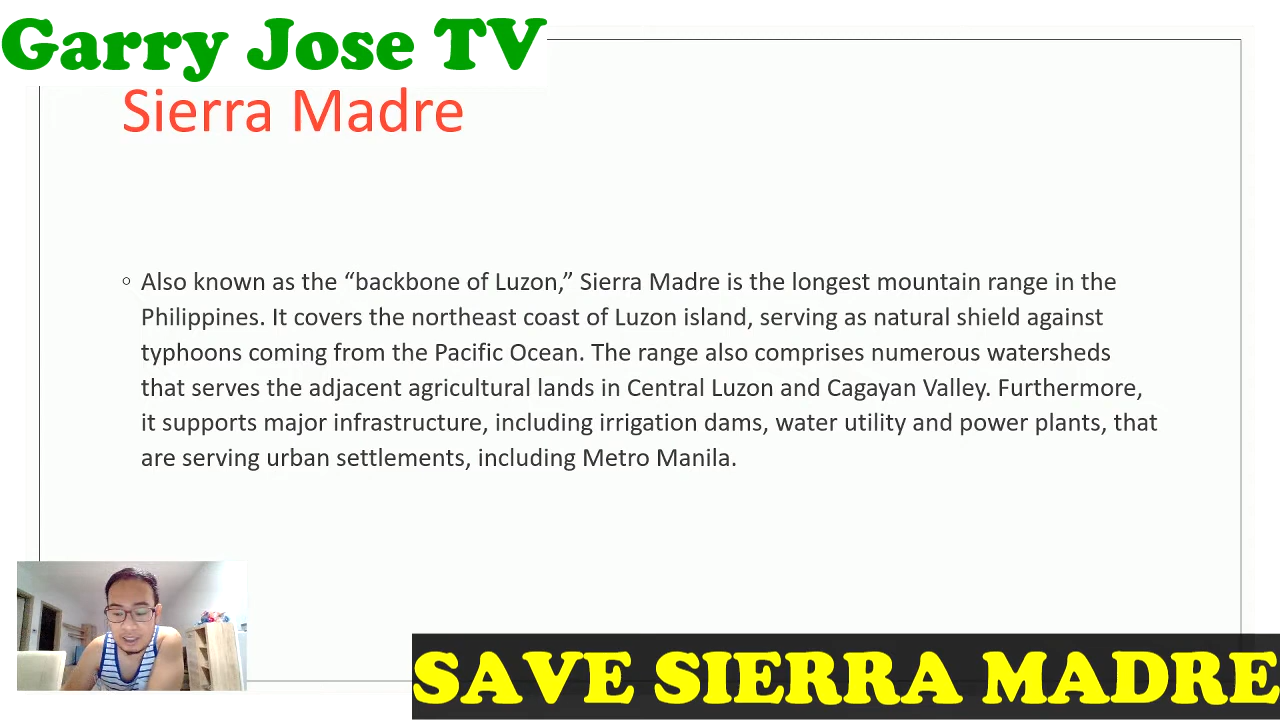 Garry Jose TV
Sierra Madre
Also known as the “backbone of Luzon,” Sierra Madre is the longest mountain range in the
Philippines. It covers the northeast coast of Luzon island, serving as natural shield against
typhoons coming from the Pacific Ocean. The range also comprises numerous watersheds
that serves the adjacent agricultural lands in Central Luzon and Cagayan Valley. Furthermore,
it supports major infrastructure, including irrigation dams, water utility and power plants, that
are serving urban settlements, including Metro Manila.
SAVE SIERRA MADRE